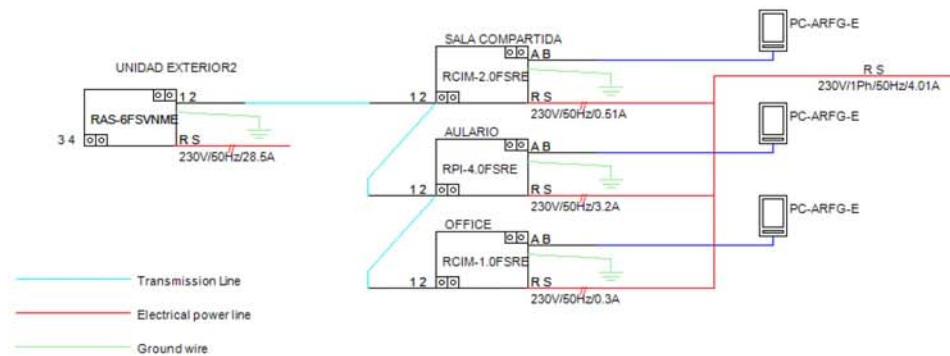 PC-ARFG-E
SALA COMPARTIDA
A B
UNIDAD EXTERIOR2
RCIM-2.0FSRE
R S
230V/1Ph/50Hz/4.01A
1 2
1 2
R S
RAS-6FSVNME
230V/50Hz/0.51A
PC-ARFG-E
3 4
R S
AULARIO
A B
230V/50Hz/28.5A
RPI-4.0FSRE
1 2
R S
230V/50Hz/3.2A
PC-ARFG-E
OFFICE
A B
RCIM-1.0FSRE
Transmission Line
1 2
R S
230V/50Hz/0.3A
Electrical power line
Ground wire